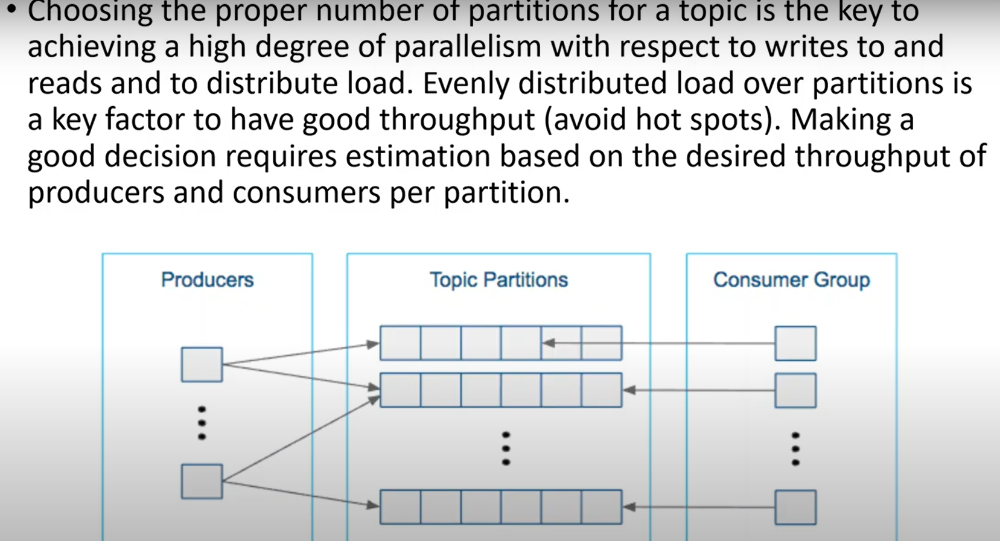 • Choosing the proper number of partitions for a topic is the key to
achieving a high degree of parallelism with respect to writes to and
reads and to distribute load. Evenly distributed load over partitions is
a key factor to have good throughput (avoid hot spots). Making a
good decision requires estimation based on the desired throughput of
producers and consumers per partition.
Producers
Topic Partitions
Consumer Group